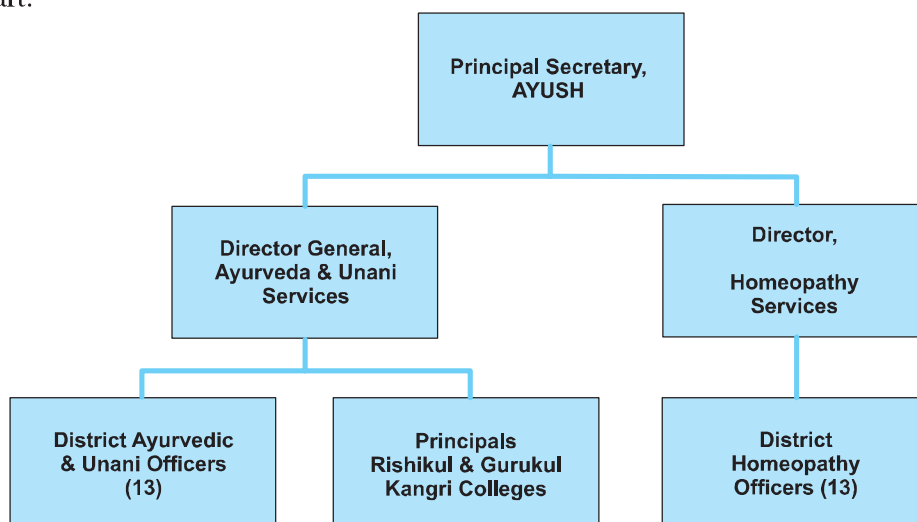 Principal Secretary,
AYUSH
Director General,
Ayurveda & Unani
Services
Director,
Homeopathy
Services
District Ayurvedic
& Unani Officers
(13)
Principals
Rishikul & Gurukul
Kangri Colleges
District
Homeopathy
Officers (13)